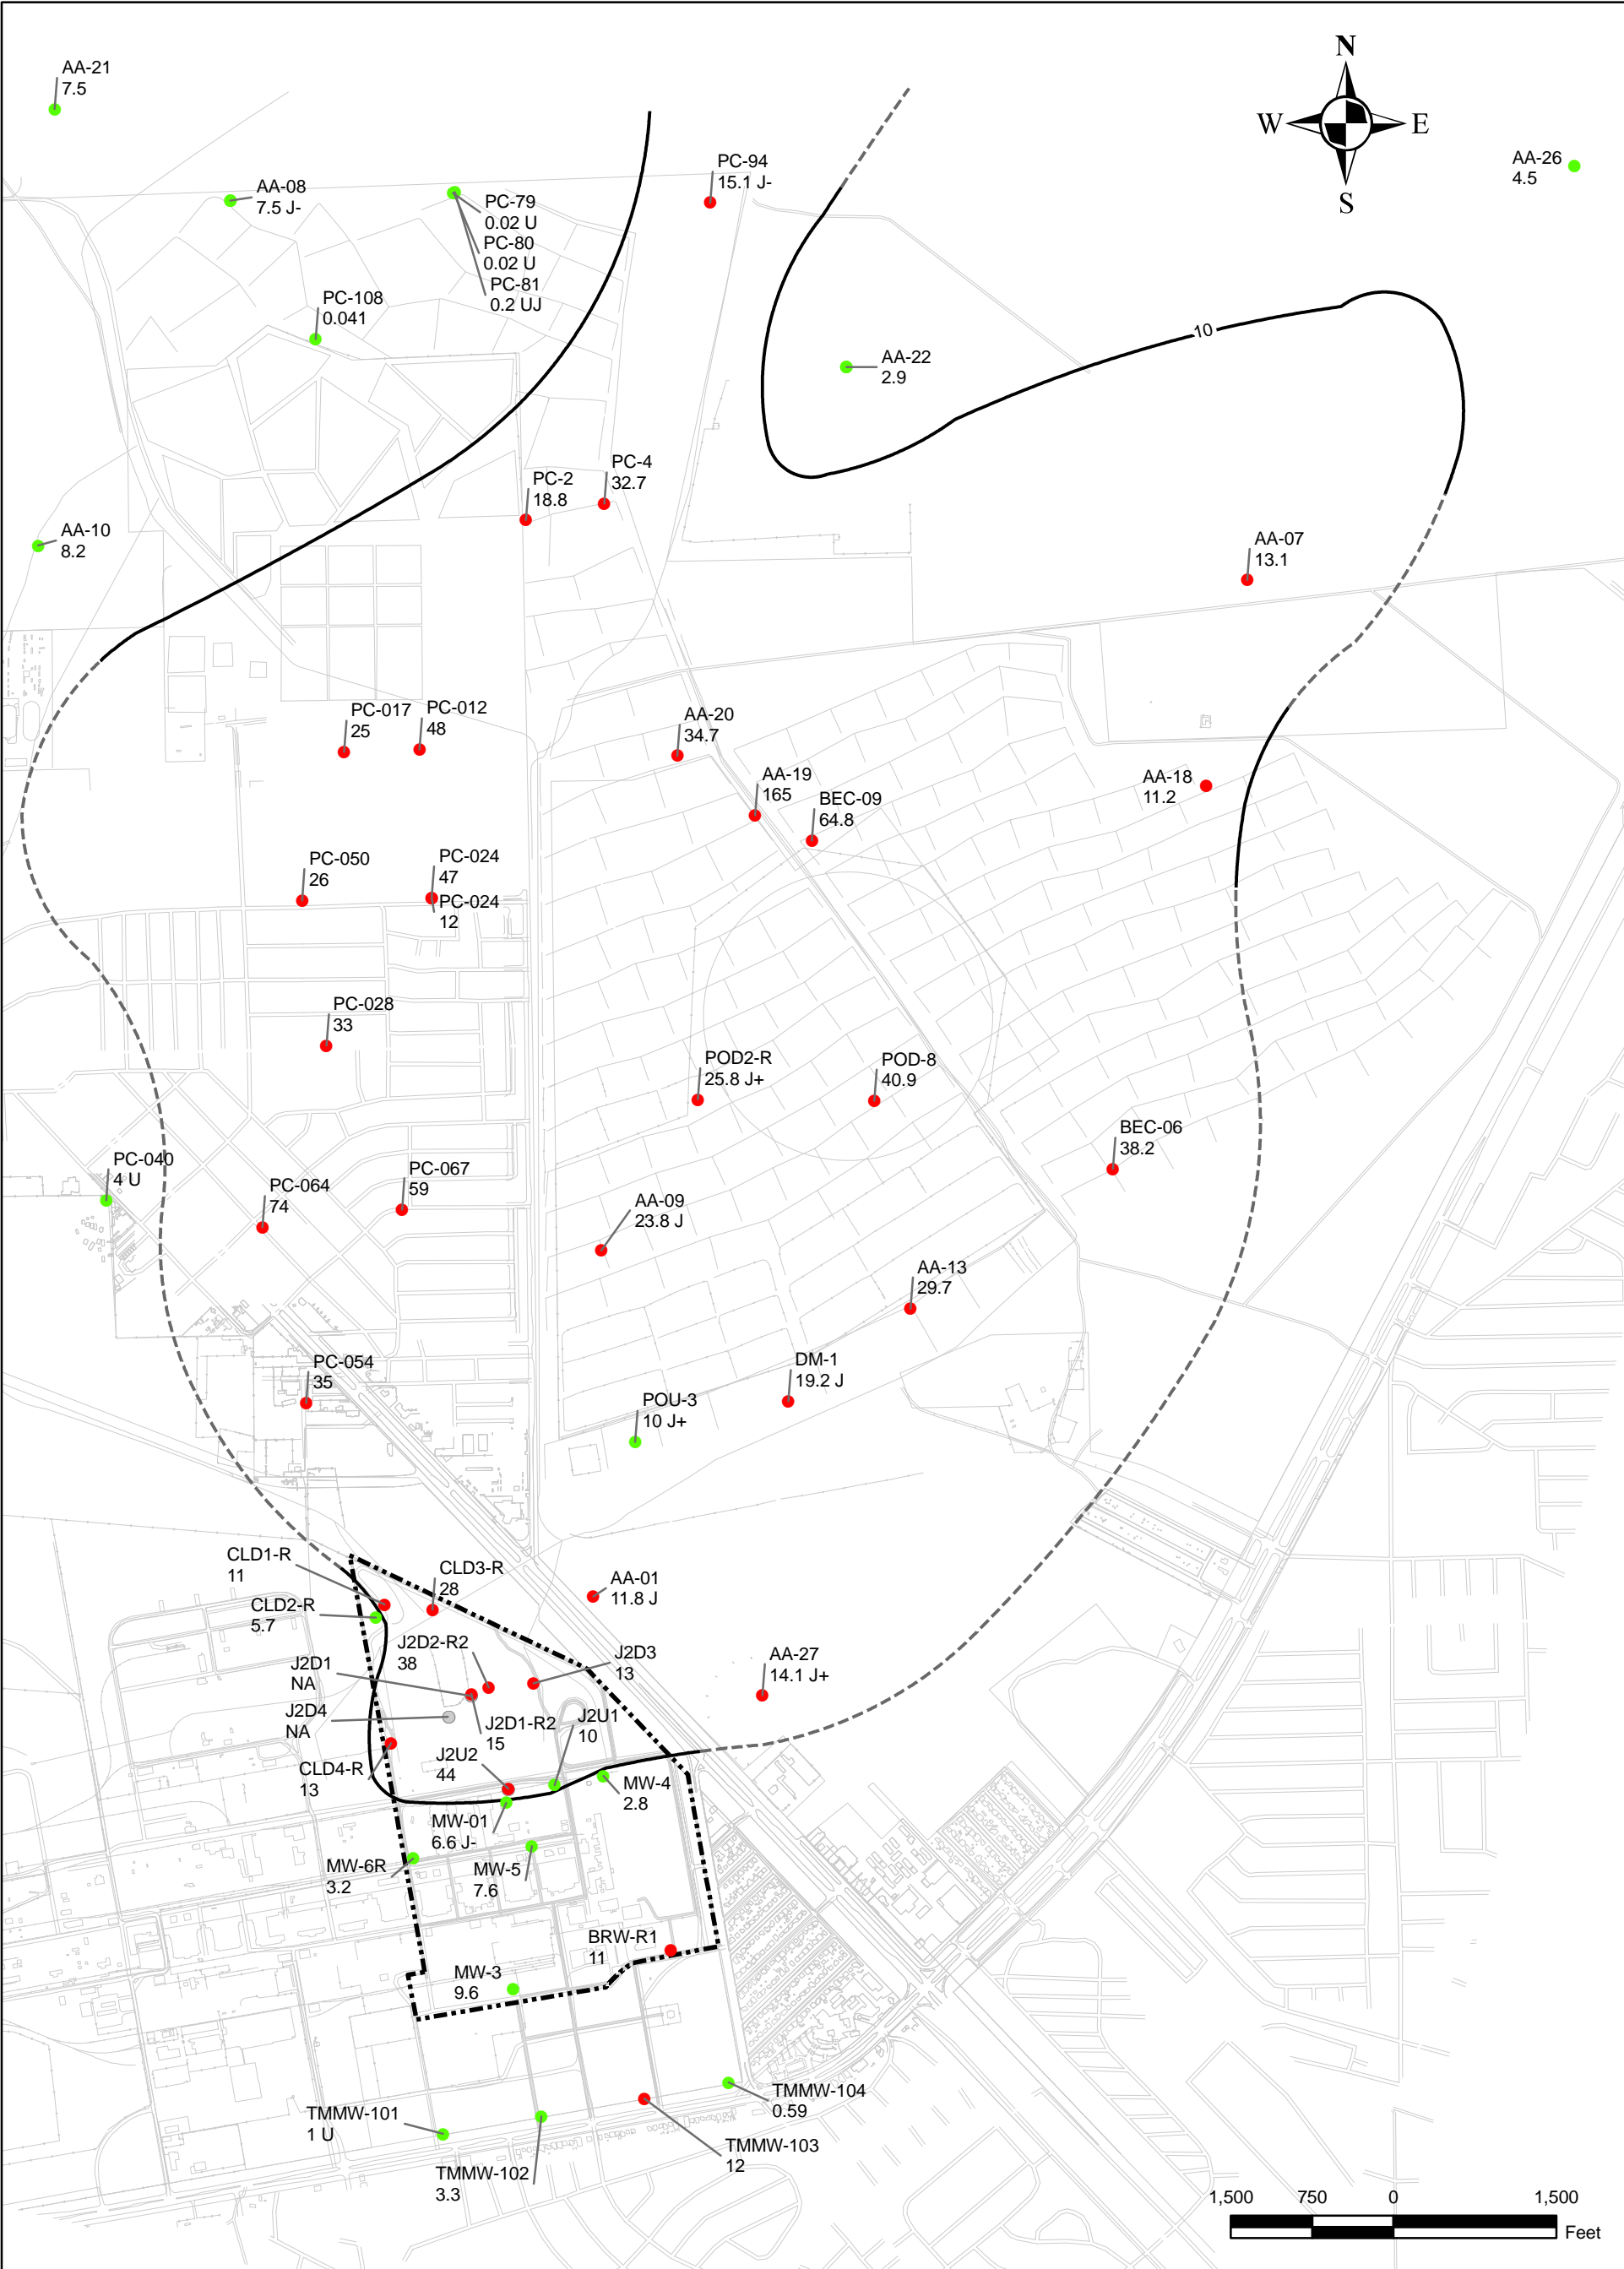 N
W
E
S
AA-21
7.5
AA-26
4.5
PC-94
15.1 J-
AA-08
7.5 J-
PC-79
0.02 U
PC-80
0.02 U
PC-81
0.2 UJ
PC-108
0.041
10
AA-22
2.9
PC-4
32.7
PC-2
18.8
AA-10
8.2
AA-07
13.1
PC-017
25
PC-012
48
AA-20
34.7
AA-19
165
BEC-09
64.8
AA-18
11.2
PC-050
26
PC-024
47
PC-024
12
PC-028
33
POD2-R
25.8 J+
POD-8
40.9
BEC-06
38.2
PC-040
4 U
PC-064
74
PC-067
59
AA-09
23.8 J
AA-13
29.7
PC-054
35
DM-1
19.2 J
POU-3
10 J+
CLD1-R
11
CLD3-R
28
AA-01
11.8 J
CLD2-R
5.7
J2D2-R2
38
J2D3
13
AA-27
14.1 J+
J2D1
NA
J2D4
NA
J2D1-R2
15
J2U1
10
CLD4-R
13
J2U2
44
MW-4
2.8
MW-01
6.6 J-
MW-6R
3.2
MW-5
7.6
BRW-R1
11
MW-3
9.6
TMMW-104
0.59
TMMW-101
1 U
TMMW-103
12
TMMW-102
3.3
1,500
750
0
1,500
Feet